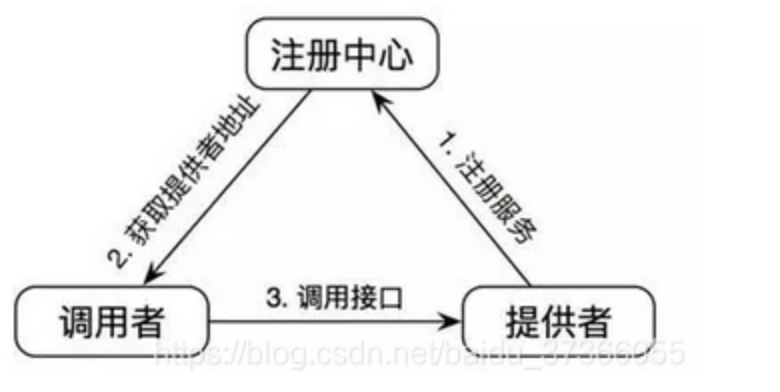 注册中心
2. 获取提供者地址
1. 注册服务
3. 调用接口
调用者
提供者
https://blog.csdn.net/baidu_37366055